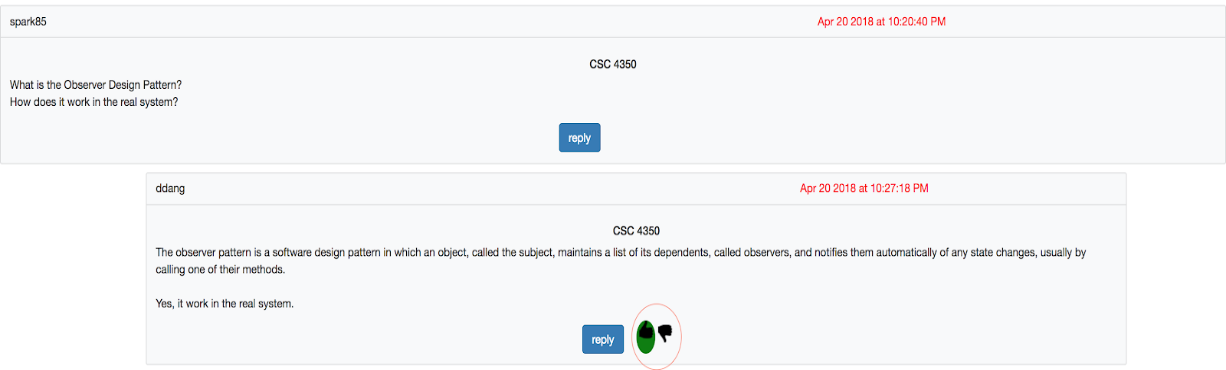 spark85 Apr 20 2018 at 10:20:40 PM
CSC 4350
What is the Observer Design Pattern?
How does it work in the real system?
reply
ddang Apr 20 2018 at 10:27:18 PM
CSC 4350
The observer pattern is a software design pattern in which an object, called the subject, maintains a list of its dependents, called observers, and notifies them automatically of any state changes, usually by
calling one of their methods.
Yes, it work in the real system.
reply